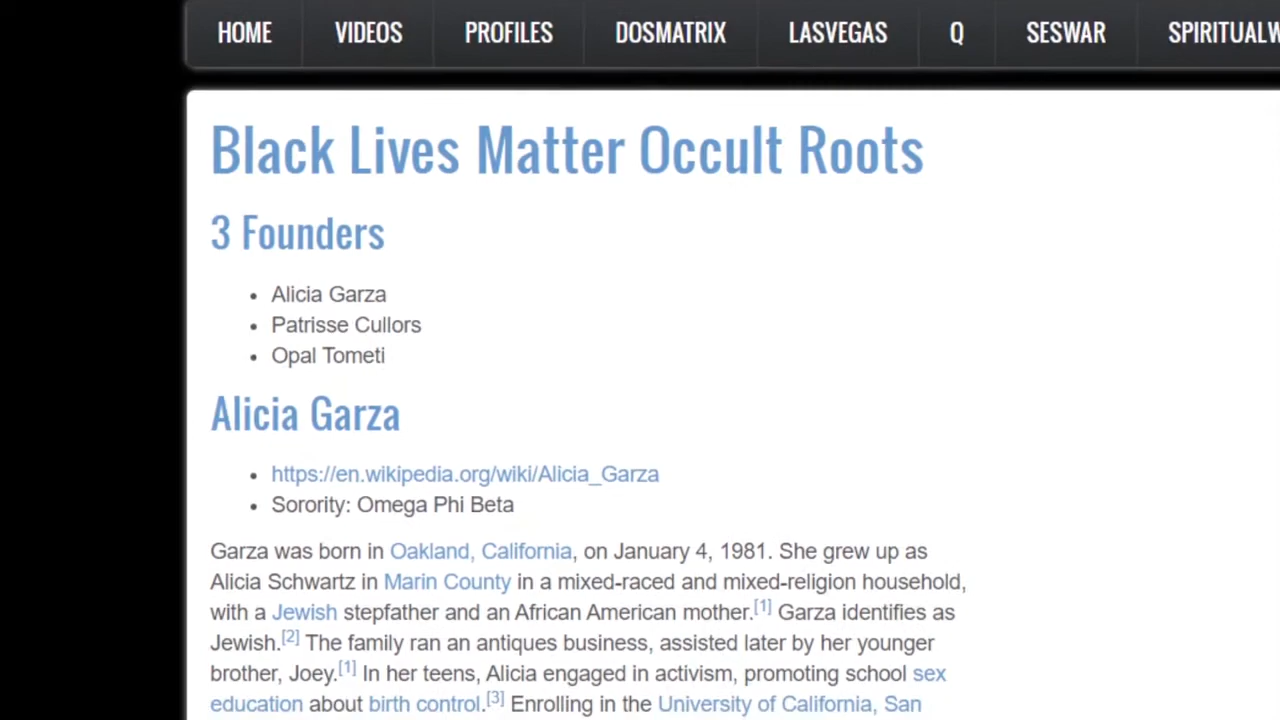 HOME VIDEOS PROFILES DOSMATRIX LASVEGAS Q SESWAR SPIRITUALW
Black Lives Matter Occult Roots
3 Founders
• Alicia Garza
• Patrisse Cullors
• Opal Tometi
Alicia Garza
• https://en.wikipedia.org/wiki/Alicia_Garza
• Sorority: Omega Phi Beta
Garza was born in Oakland, California, on January 4, 1981. She grew up as
Alicia Schwartz in Marin County in a mixed-raced and mixed-religion household,
with a Jewish stepfather and an African American mother.[1] Garza identifies as
Jewish.[2] The family ran an antiques business, assisted later by her younger
brother, Joey.[1] In her teens, Alicia engaged in activism, promoting school sex
education about birth control.[3] Enrolling in the University of California, San